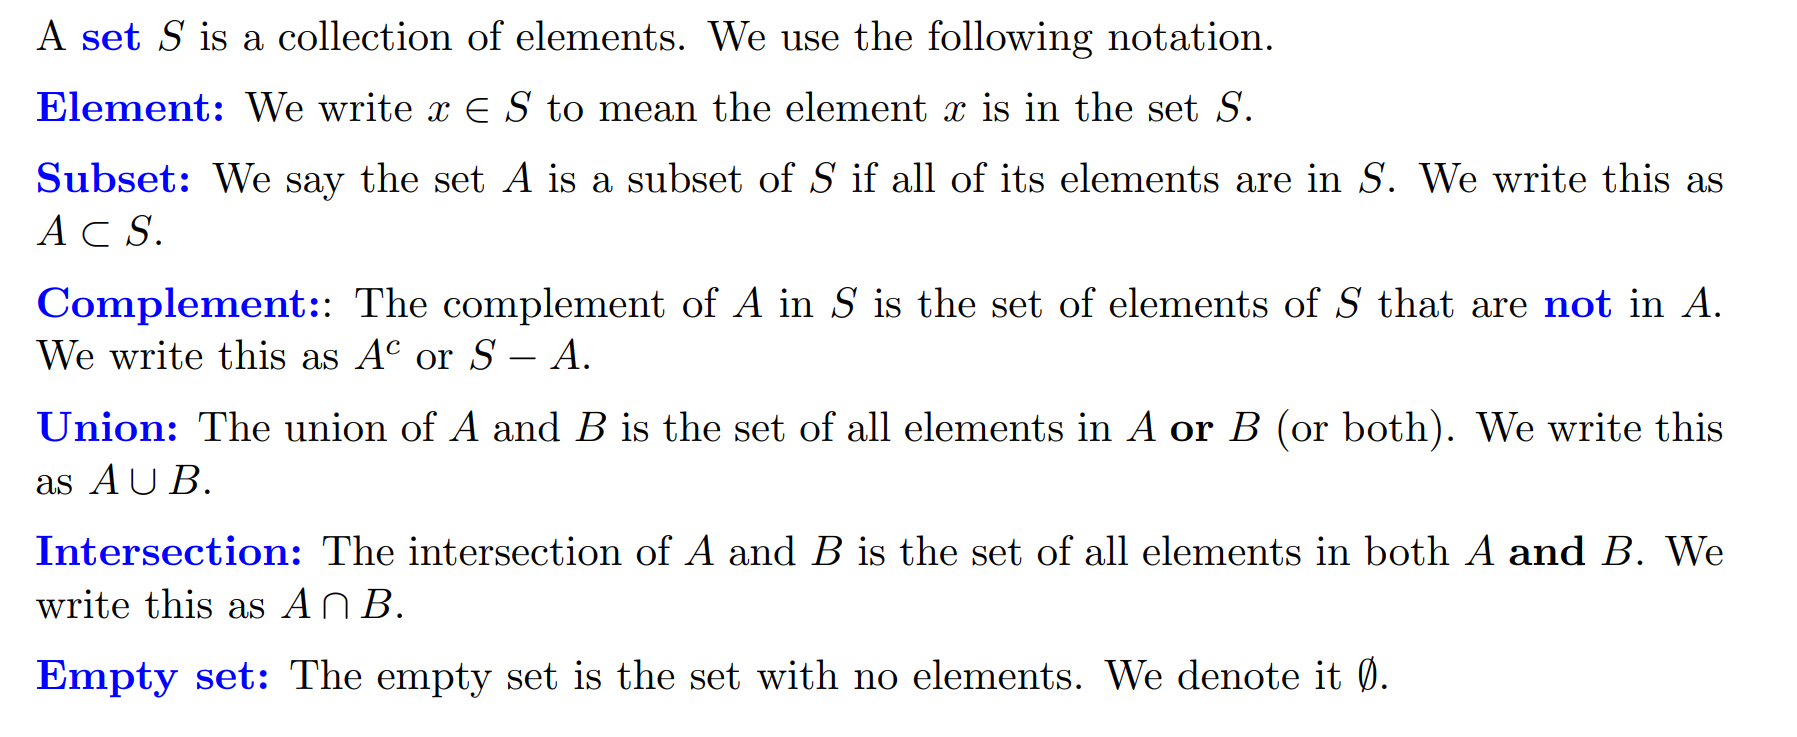 A set S is a collection of elements. We use the following notation.
Element: We write x ∈ S to mean the element x is in the set S.
Subset: We say the set A is a subset of S if all of its elements are in S. We write this as
A ⊂ S.
Complement:: The complement of A in S is the set of elements of S that are not in A.
We write this as Aᶜ or S − A.
Union: The union of A and B is the set of all elements in A or B (or both). We write this
as A ∪ B.
Intersection: The intersection of A and B is the set of all elements in both A and B. We
write this as A ∩ B.
Empty set: The empty set is the set with no elements. We denote it ∅.